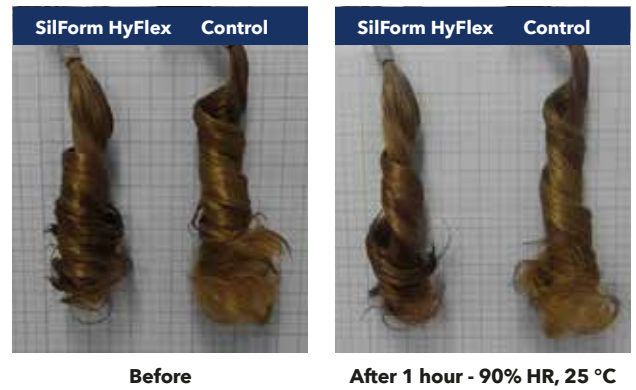 SilForm HyFlex Control
SilForm HyFlex Control
Before
After 1 hour - 90% HR, 25 °C